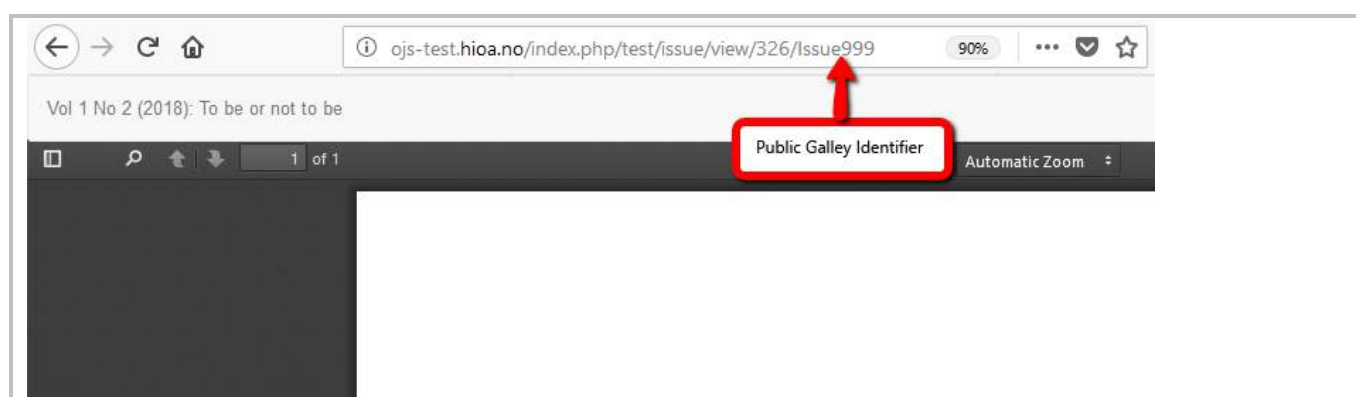 ojs-test.hioa.no/index.php/test/issue/view/326/Issue999 90%
Vol 1 No 2 (2018): To be or not to be
Public Galley Identifier
1 of 1 Automatic Zoom